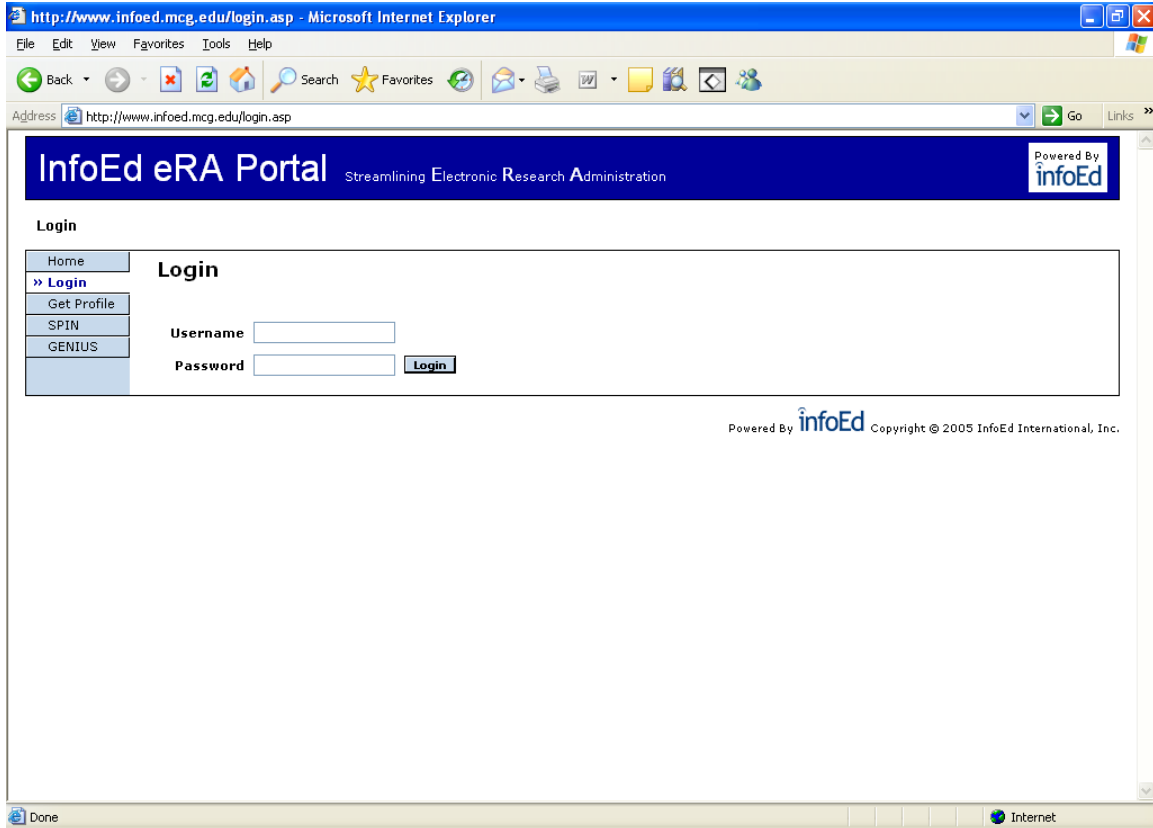 http://www.infoed.mcg.edu/login.asp - Microsoft Internet Explorer
File Edit View Favorites Tools Help
Back Search Favorites W
Address http://www.infoed.mcg.edu/login.asp Go Links »
InfoEd eRA Portal Streamlining Electronic Research Administration
Powered By
infoEd
Login
Home
» Login
Get Profile
SPIN
GENIUS
Login
Username
Password Login
Powered By infoEd Copyright © 2005 InfoEd International, Inc.
Done Internet